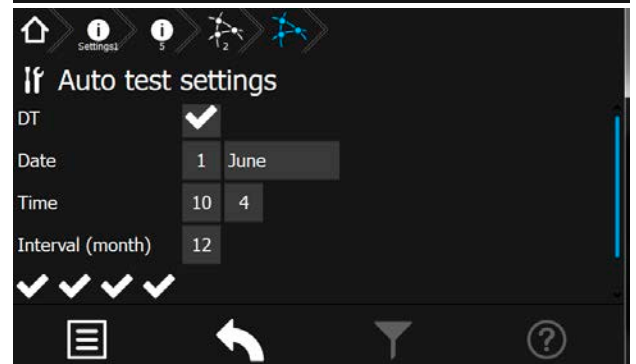 Settings1
5
2
Auto test settings
DT
Date 1 June
Time 10 4
Interval (month) 12
?